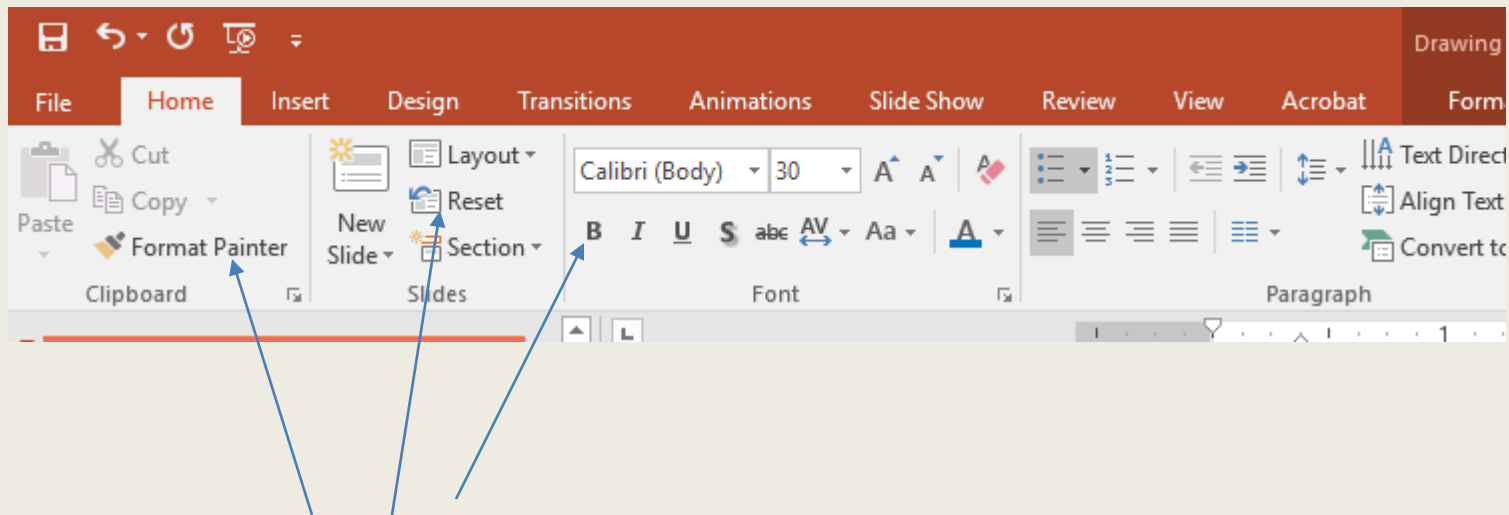 Drawing
File Home Insert Design Transitions Animations Slide Show Review View Acrobat Form
Cut Layout Calibri (Body) 30 A A Text Direct
Copy Reset Align Text
Paste New
Format Painter Slide Section B I U S abc AV Aa A Convert to
Clipboard Slides Font Paragraph
L 1